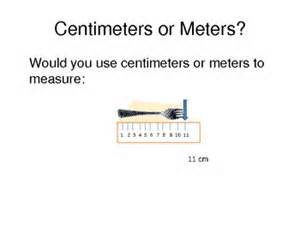 Centimeters or Meters?
Would you use centimeters or meters to
measure:
1 2 3 4 5 6 7 8 9 10 11
11 cm